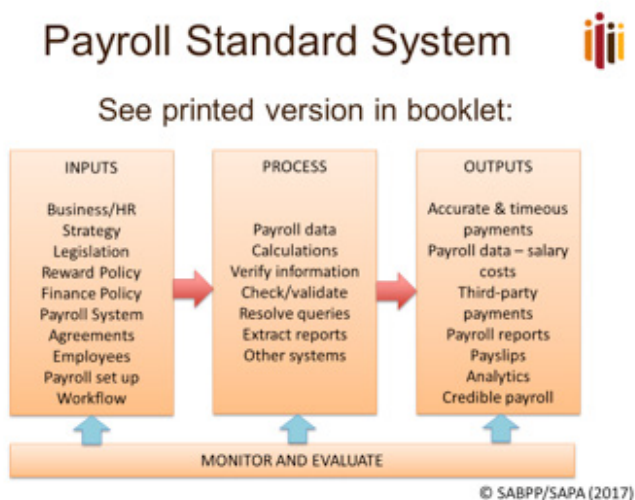 Payroll Standard System
See printed version in booklet:
INPUTS
Business/HR
Strategy
Legislation
Reward Policy
Finance Policy
Payroll System
Agreements
Employees
Payroll set up
Workflow
PROCESS
Payroll data
Calculations
Verify information
Check/validate
Resolve queries
Extract reports
Other systems
OUTPUTS
Accurate & timeous
payments
Payroll data – salary
costs
Third-party
payments
Payroll reports
Payslips
Analytics
Credible payroll
MONITOR AND EVALUATE
© SABPP/SAPA (2017)